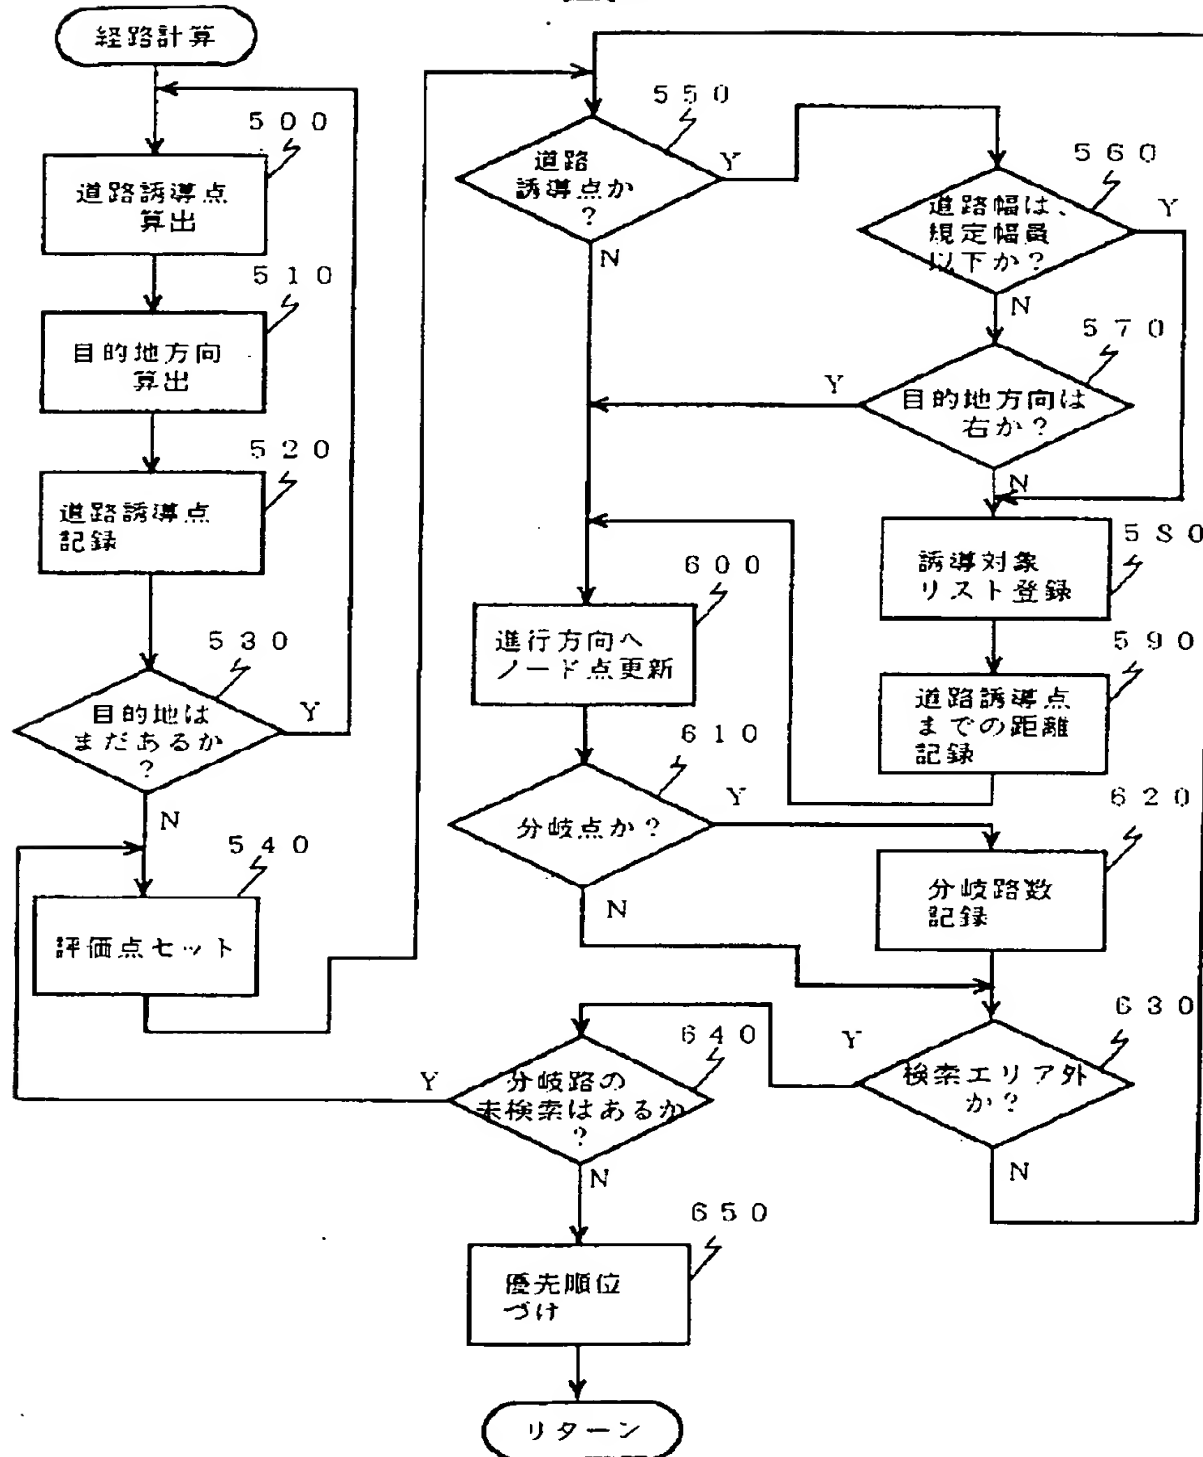 経路計算
500
道路誘導点
算出
510
目的地方向
算出
520
道路誘導点
記録
530
目的地は
まだあるか
?
Y
N
540
評価点セット
550
道路
誘導点か
?
Y
N
560
道路幅は、
規定幅員
以下か?
Y
N
570
目的地方向は
右か?
Y
N
580
誘導対象
リスト登録
590
道路誘導点
までの距離
記録
600
進行方向へ
ノード点更新
610
分岐点か?
Y
N
620
分岐路数
記録
630
検索エリア外
か?
Y
N
640
分岐路の
未検索はあるか
?
Y
N
650
優先順位
づけ
リターン